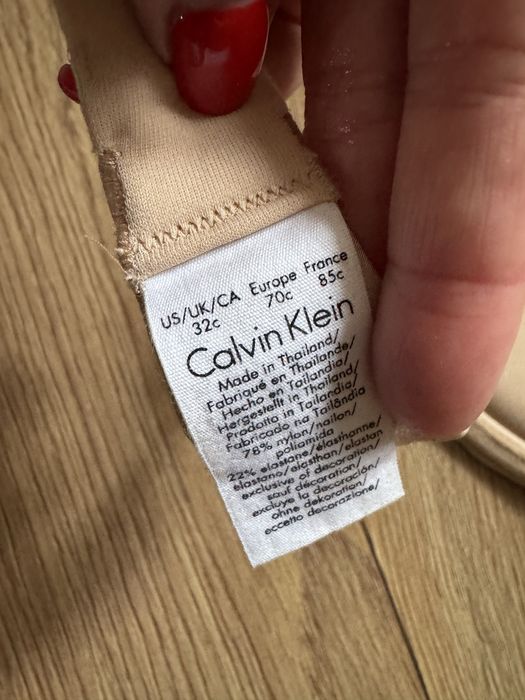 US/UK/CA Europe France
32c 70c 85c
Calvin Klein
Made in Thailand/
Fabriqué en Thaïlande/
Hecho en Tailandia/
Hergestellt in Thailand/
Prodotto in Tailandia/
Fabricado na Tailândia
78% nylon/nailon/
poliamida
22% elastane/élasthanne/
elastano/elasthan/elastan
exclusive of decoration/
sauf décoration/
excluye la decoración/
ohne dekoration/
eccetto decorazione/